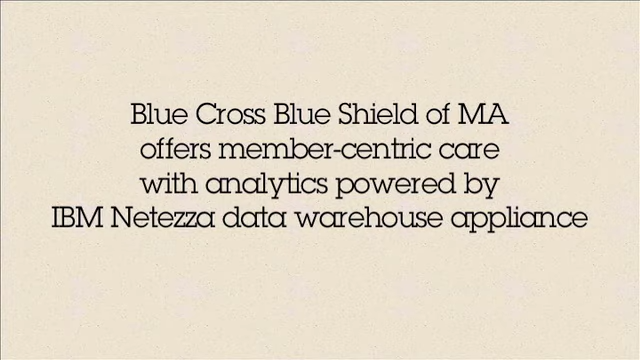 Blue Cross Blue Shield of MA
offers member-centric care
with analytics powered by
IBM Netezza data warehouse appliance